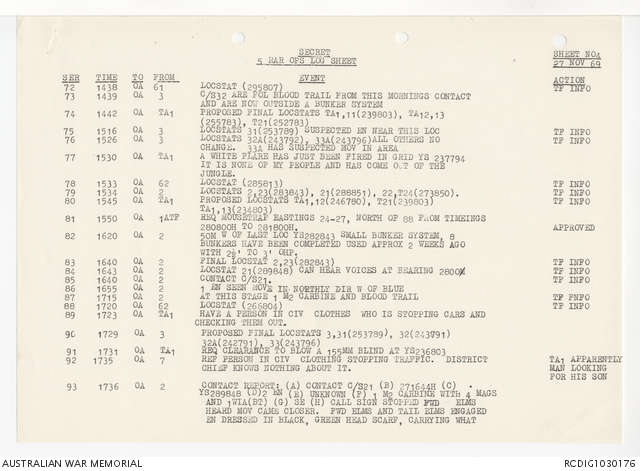 SECRET
5 RAR OPS LOG SHEET
SHEET NO4
27 NOV 69
SER TIME TO FROM EVENT ACTION
72 1438 OA 61 LOCSTAT (295807) TF INFO
73 1439 OA 3 C/S32 ARE FOL BLOOD TRAIL FROM THIS MORNINGS CONTACT
AND ARE NOW OUTSIDE A BUNKER SYSTEM
74 1442 OA TA1 PROPOSED FINAL LOCSTATS TA1,11(239803), TA12,13
(255783), T21(252783)
75 1516 OA 3 LOCSTATS 31(253789) SUSPECTED EN NEAR THIS LOC TF INFO
76 1526 OA 3 LOCSTATS 32A(243792), 33A(243796)ALL OTHERS NO TF INFO
CHANGE. 33A HAS SUSPECTED MOV IN AREA
77 1530 OA TA1 A WHITE FLARE HAS JUST BEEN FIRED IN GRID YS 237794
IT IS NONE OF MY PEOPLE AND HAS COME OUT OF THE
JUNGLE.
78 1533 OA 62 LOCSTAT (285813) TF INFO
79 1534 OA 2 LOCSTATS 2,23(283843), 21(288851), 22,T24(273850). TF INFO
80 1545 OA TA1 PROPOSED LOCSTATS TA1,12(246780), T21(239803) TF INFO
TA1,13(234803)
81 1550 OA 1ATF REQ MOUSETRAP EASTINGS 24-27, NORTH OF 88 FROM TIMEINGS
280800H TO 281800H. APPROVED
82 1620 OA 2 50M W OF LAST LOC YS282843 SMALL BUNKER SYSTEM, 8
BUNKERS HAVE BEEN COMPLETED USED APPROX 2 WEEKS AGO
WITH 2½' TO 3' OHP.
83 1640 OA 2 FINAL LOCSTAT 2,23(282843) TF INFO
84 1643 OA 2 LOCSTAT 21(289848) CAN HEAR VOICES AT BEARING 2800 TF INFO
85 1640 OA 2 CONTACT C/S21. TF INFO
86 1655 OA 2 1 EN SEEN MOVE IN NORTHLY DIR W OF BLUE
87 1715 OA 2 AT THIS STAGE 1 M2 CARBINE AND BLOOD TRAIL TF FNFO
88 1720 OA 62 LOCSTAT (266804) TF INFO
89 1723 OA TA1 HAVE A PERSON IN CIV CLOTHES WHO IS STOPPING CARS AND
CHECKING THEM OUT.
90 1729 OA 3 PROPOSED FINAL LOCSTATS 3,31(253789), 32(243791)
32A(242791), 33(243796)
91 1731 OA TA1 REQ CLEARANCE TO BLOW A 155MM BLIND AT YS236803
92 1735 OA 7 REF PERSON IN CIV CLOTHING STOPPING TRAFFIC. DISTRICT TA1 APPARENTLY
CHIEF KNOWS NOTHING ABOUT IT. MAN LOOKING
FOR HIS SON
93 1736 OA 2 CONTACT REPORT: (A) CONTACT C/S21 (B) 271644H (C)
YS289848 (D)2 EN (E) UNKNOWN (F) 1 M2 CARBINE WITH 4 MAGS
AND 1WIA(BT) (G) SE (H) CALL SIGN STOPPED FWD ELMS
HEARD MOV CAME CLOSER. FWD ELMS AND TAIL ELMS ENGAGED
EN DRESSED IN BLACK, GREEN HEAD SCARF, CARRYING WHAT
AUSTRALIAN WAR MEMORIAL
RCDIG1030176